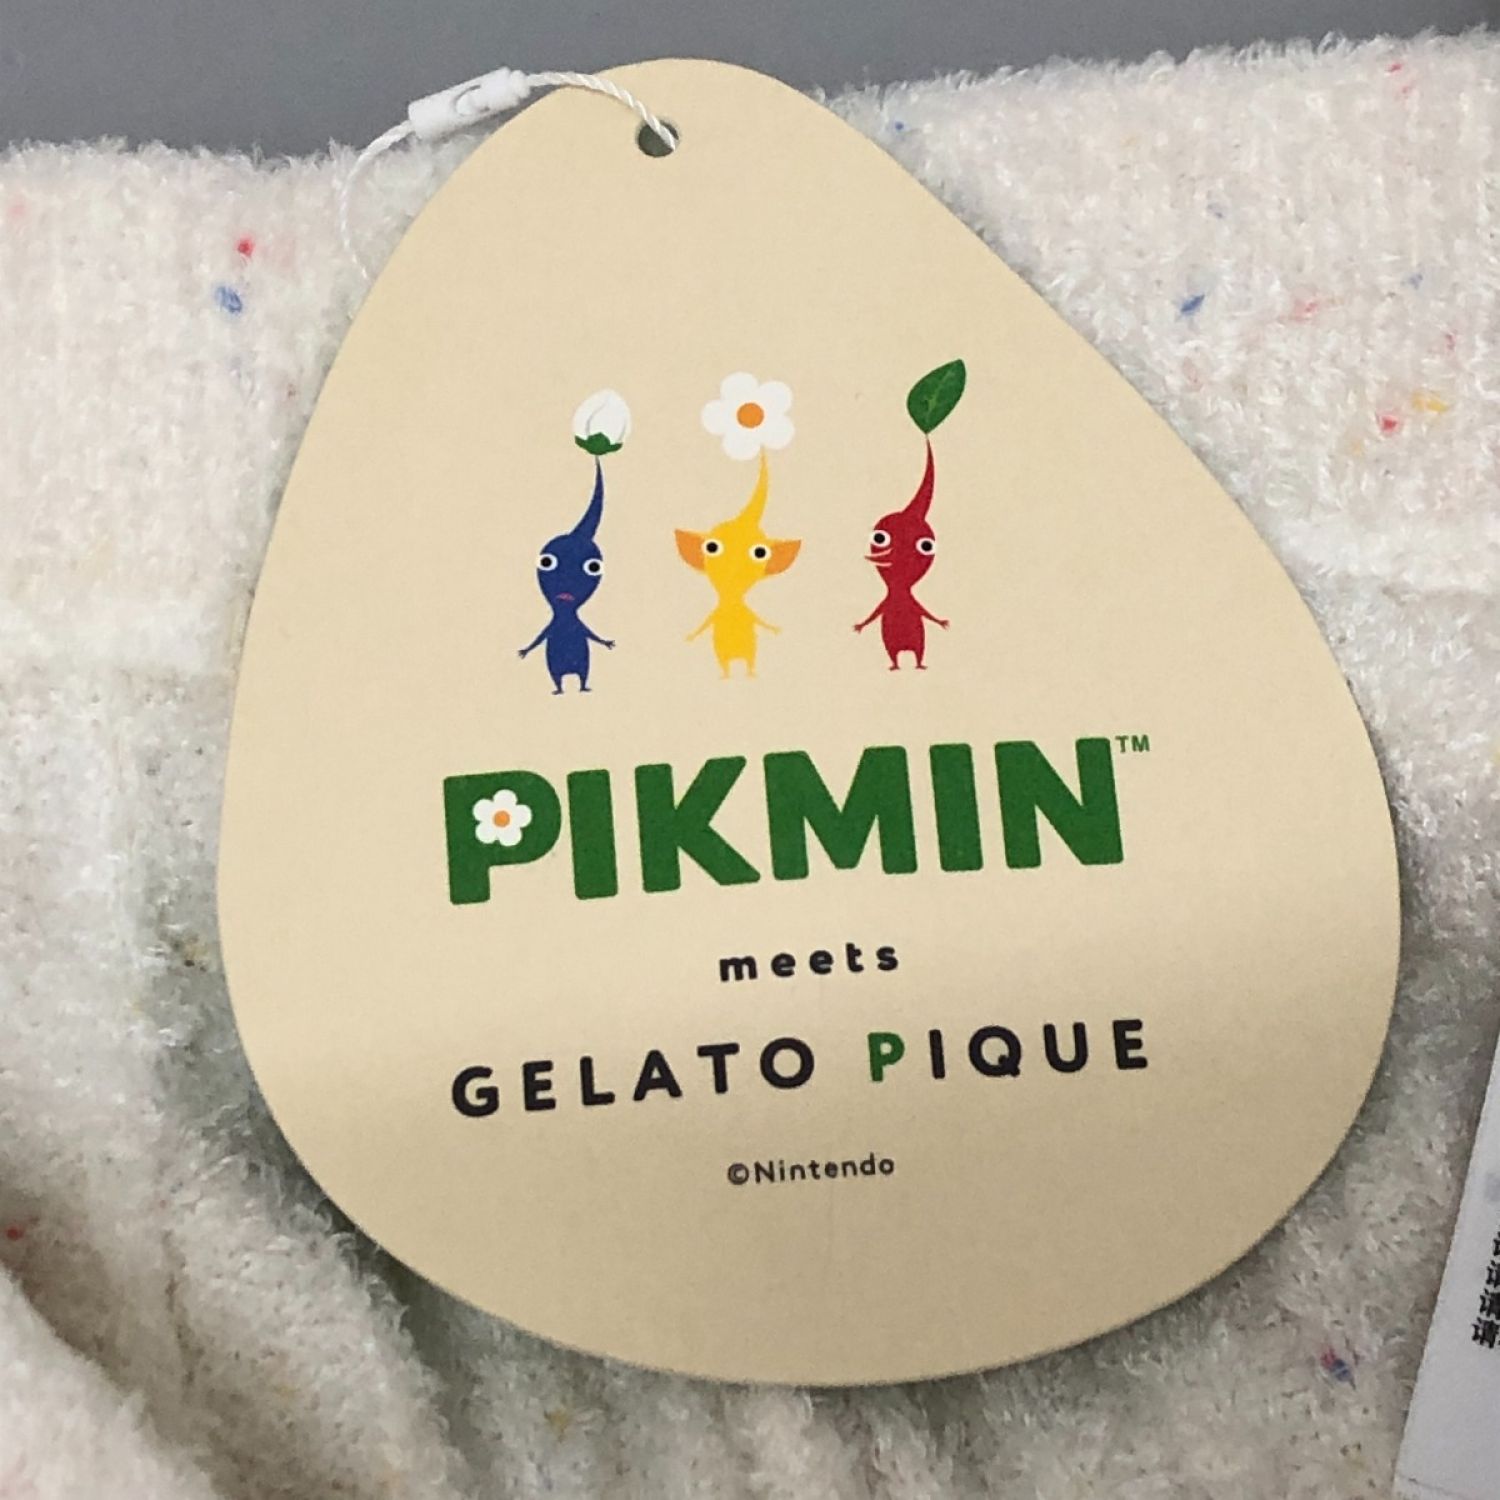 PIKMIN™
meets
GELATO PIQUE
©Nintendo